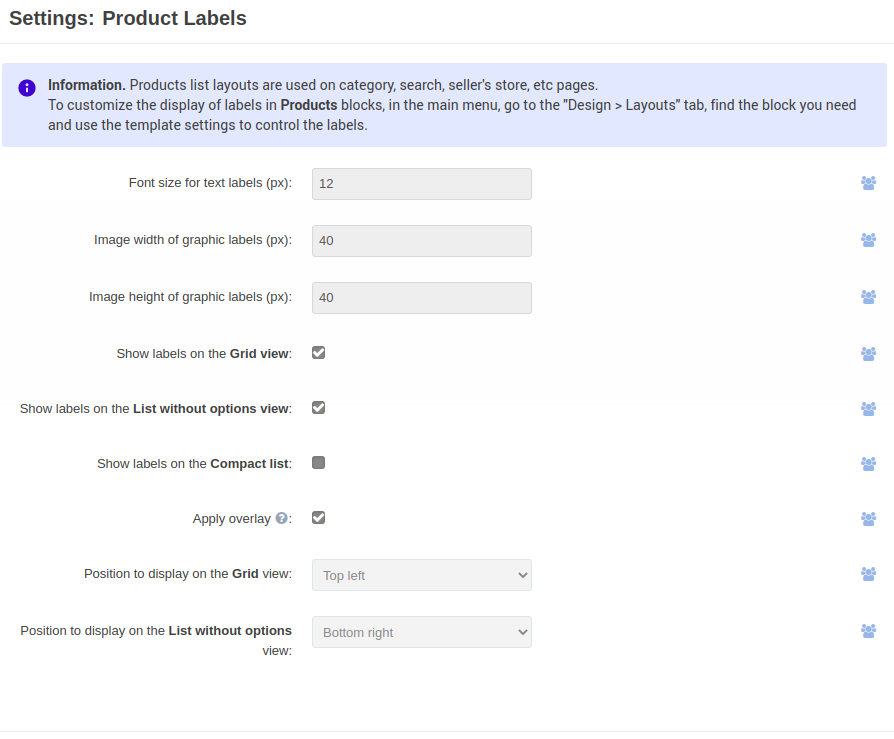 Settings: Product Labels
Information. Products list layouts are used on category, search, seller's store, etc pages.
To customize the display of labels in Products blocks, in the main menu, go to the "Design > Layouts" tab, find the block you need
and use the template settings to control the labels.
Font size for text labels (px): 12
Image width of graphic labels (px): 40
Image height of graphic labels (px): 40
Show labels on the Grid view:
Show labels on the List without options view:
Show labels on the Compact list:
Apply overlay ?:
Position to display on the Grid view: Top left
Position to display on the List without options Bottom right
view: